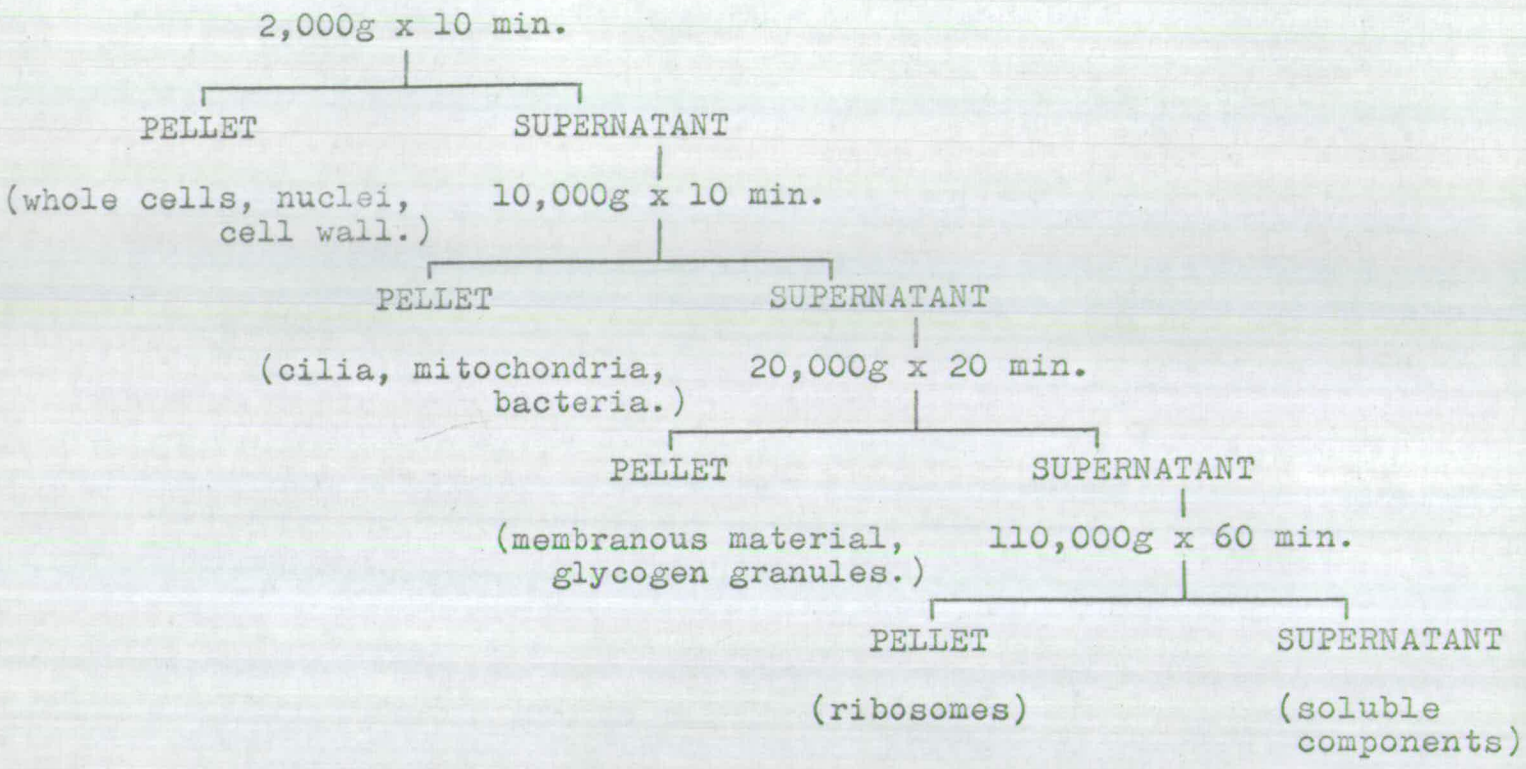 2,000g x 10 min.
PELLET SUPERNATANT
(whole cells, nuclei, 10,000g x 10 min.
cell wall.)
PELLET SUPERNATANT
(cilia, mitochondria, 20,000g x 20 min.
bacteria.)
PELLET SUPERNATANT
(membranous material, 110,000g x 60 min.
glycogen granules.)
PELLET SUPERNATANT
(ribosomes) (soluble
components)